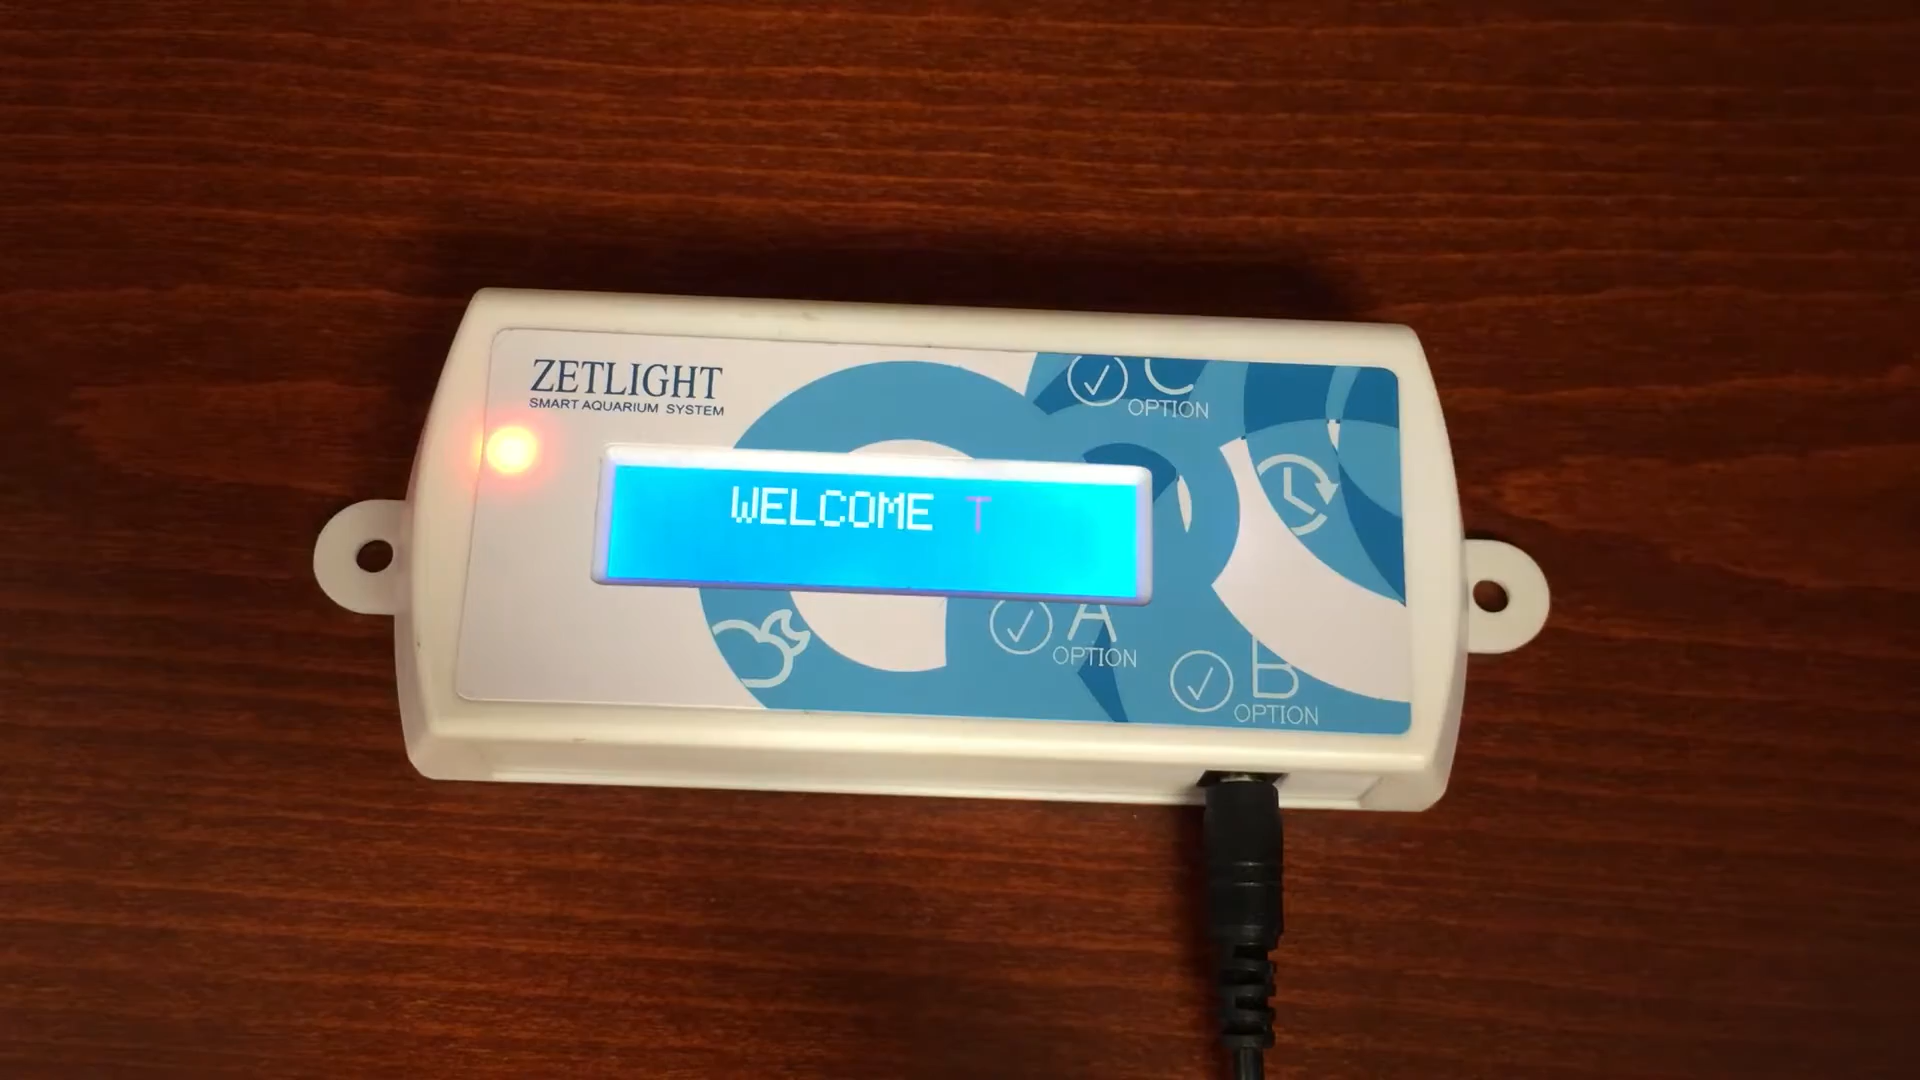 ZETLIGHT
SMART AQUARIUM SYSTEM
C
OPTION
WELCOME T
A
OPTION
B
OPTION